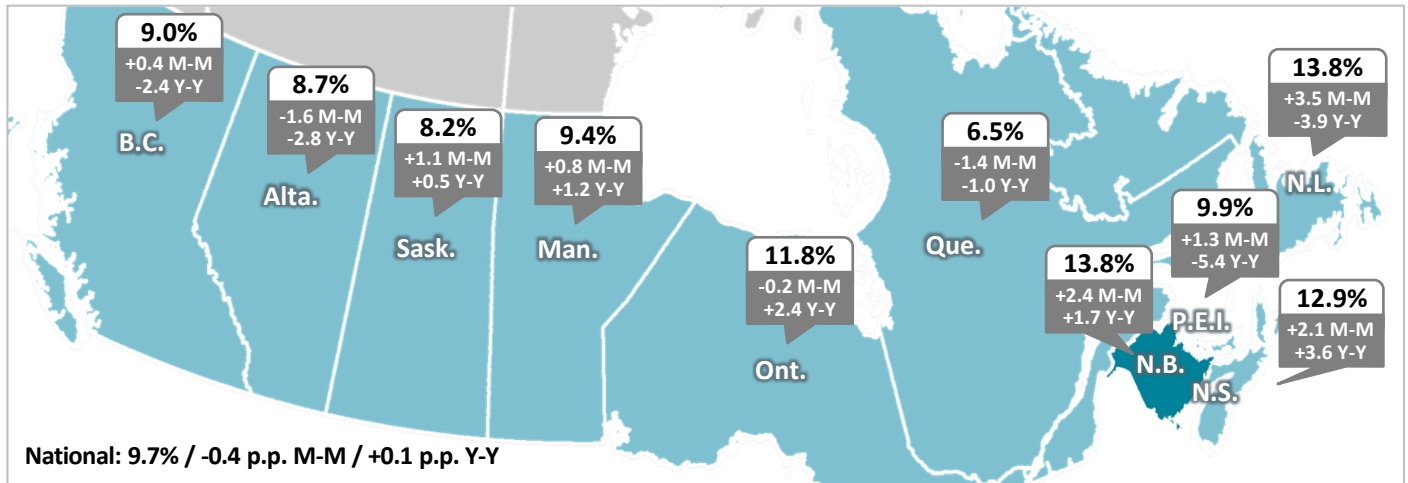 9.0%
+0.4 M-M
-2.4 Y-Y
B.C.
8.7%
-1.6 M-M
-2.8 Y-Y
Alta.
8.2%
+1.1 M-M
+0.5 Y-Y
Sask.
9.4%
+0.8 M-M
+1.2 Y-Y
Man.
11.8%
-0.2 M-M
+2.4 Y-Y
Ont.
6.5%
-1.4 M-M
-1.0 Y-Y
Que.
13.8%
+3.5 M-M
-3.9 Y-Y
N.L.
9.9%
+1.3 M-M
-5.4 Y-Y
P.E.I.
13.8%
+2.4 M-M
+1.7 Y-Y
N.B.
12.9%
+2.1 M-M
+3.6 Y-Y
N.S.
National: 9.7% / -0.4 p.p. M-M / +0.1 p.p. Y-Y